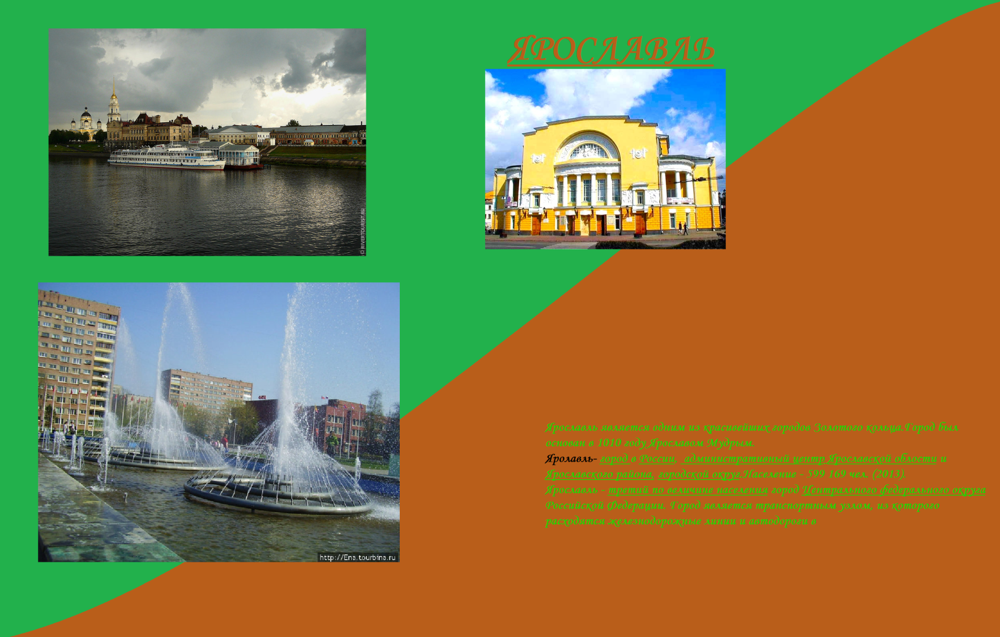 ЯРОСЛАВЛЬ
© RIVERTOURIST.RU
http://Ena.tourbina.ru
Ярославль является одним из красивейших городов Золотого кольца.Город был
основан в 1010 году Ярославом Мудрым.
Яролавль- город в России, административный центр Ярославской области и
Ярославского района, городской округ.Население - 599 169 чел. (2013).
Ярославль - третий по величине населения город Центрального федерального округа
Российской Федерации. Город является транспортным узлом, из которого
расходятся железнодорожные линии и автодороги в